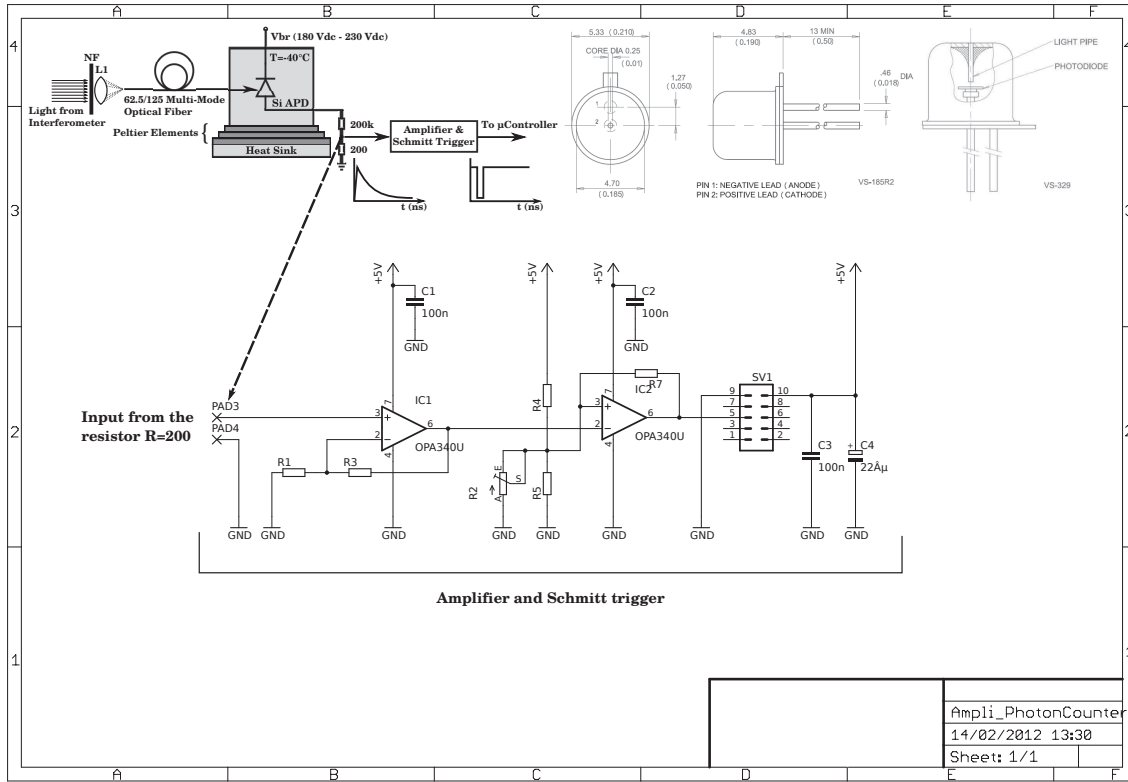 A B C D E F
4
3
2
1
4
3
1
Vbr (180 Vdc - 230 Vdc)
T=-40°C
NF
L1
62.5/125 Multi-Mode
Optical Fiber
Light from
Interferometer
Si APD
Peltier Elements {
Heat Sink
200k
200
Amplifier &
Schmitt Trigger
To µController
t (ns)
t (ns)
5.33 (0.210)
CORE DIA 0.25
(0.01)
1.27
(0.050)
1
2
4.70
(0.185)
4.83
(0.190)
13 MIN
(0.50)
.46
(0.018)
DIA
PIN 1: NEGATIVE LEAD (ANODE)
PIN 2: POSITIVE LEAD (CATHODE)
VS-185R2
LIGHT PIPE
PHOTODIODE
VS-329
+5V
C1
100n
GND
+5V
+5V
C2
100n
GND
+5V
Input from the
resistor R=200
PAD3
PAD4
IC1
3
2
7
6
4
OPA340U
R1
R3
R4
R2
E
S
A
R5
R7
IC2
3
2
7
6
4
OPA340U
SV1
9 10
7 8
5 6
3 4
1 2
C3
100n
C4
22Âµ
GND GND GND GND GND GND GND GND GND
Amplifier and Schmitt trigger
Ampli_PhotonCounter
14/02/2012 13:30
Sheet: 1/1
A B C D E F